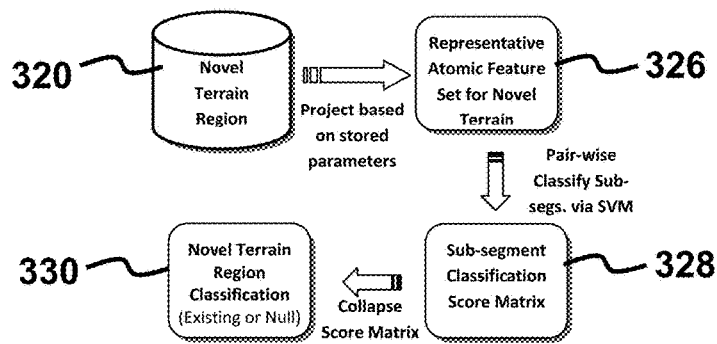 320
Novel
Terrain
Region
Project based
on stored
parameters
Representative
Atomic Feature
Set for Novel
Terrain
326
Pair-wise
Classify Sub-
segs. via SVM
330
Novel Terrain
Region
Classification
(Existing or Null)
Collapse
Score Matrix
Sub-segment
Classification
Score Matrix
328